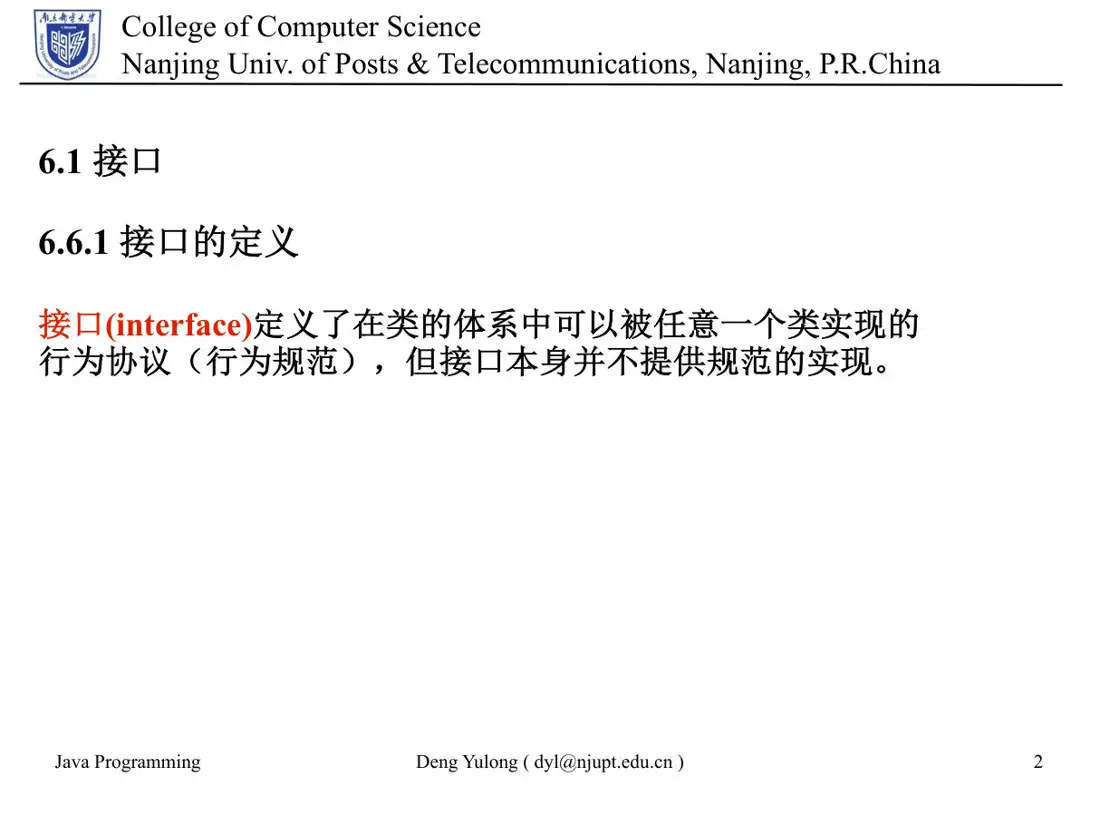 College of Computer Science
Nanjing Univ. of Posts & Telecommunications, Nanjing, P.R.China
6.1 接口
6.6.1 接口的定义
接口(interface)定义了在类的体系中可以被任意一个类实现的
行为协议（行为规范），但接口本身并不提供规范的实现。
Java Programming
Deng Yulong ( dyl@njupt.edu.cn )
2